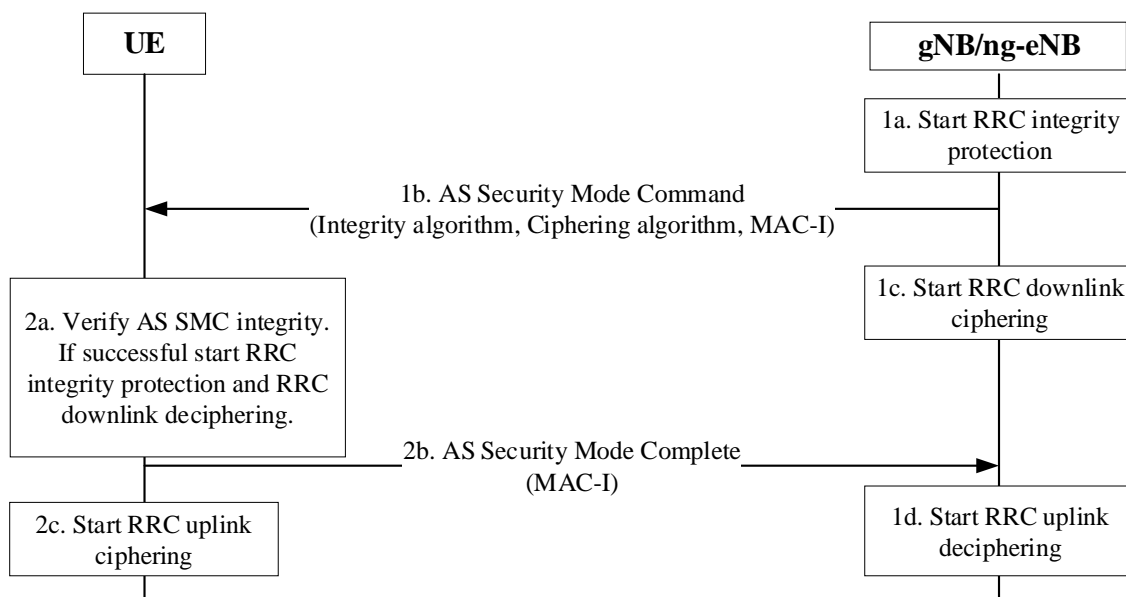 UE
gNB/ng-eNB
1a. Start RRC integrity
protection
1b. AS Security Mode Command
(Integrity algorithm, Ciphering algorithm, MAC-I)
1c. Start RRC downlink
ciphering
2a. Verify AS SMC integrity.
If successful start RRC
integrity protection and RRC
downlink deciphering.
2b. AS Security Mode Complete
(MAC-I)
2c. Start RRC uplink
ciphering
1d. Start RRC uplink
deciphering